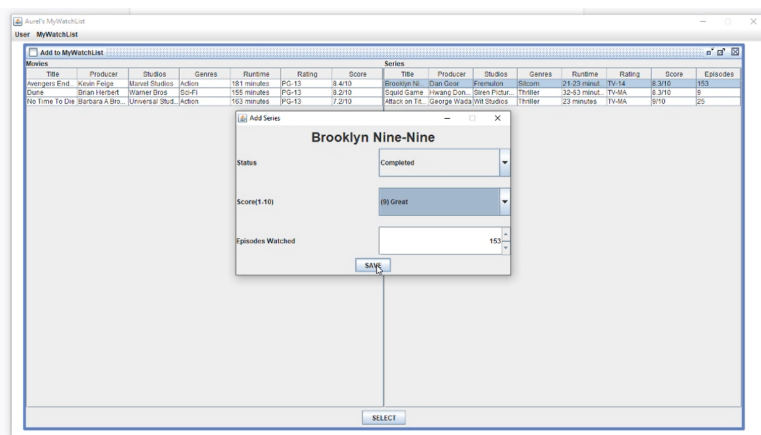 Aurel's MyWatchList
User MyWatchList
Add to MyWatchList
Movies Series
Title Producer Studios Genres Runtime Rating Score Title Producer Studios Genres Runtime Rating Score Episodes
Avengers End... Kevin Feige Marvel Studios Action 181 minutes PG-13 8.4/10 Brooklyn Ni... Dan Goor Fremulon Sitcom 21-23 minut... TV-14 8.3/10 153
Dune Brian Herbert Warner Bros Sci-Fi 155 minutes PG-13 8.2/10 Squid Game Hwang Don... Siren Pictur... Thriller 32-63 minut... TV-MA 8.3/10 9
No Time To Die Barbara A Bro... Universal Stud... Action 163 minutes PG-13 7.2/10 Attack on Tit... George Wada Wit Studios Thriller 23 minutes TV-MA 9/10 25
Add Series
Brooklyn Nine-Nine
Status Completed
Score(1-10) (9) Great
Episodes Watched 153
SAVE
SELECT